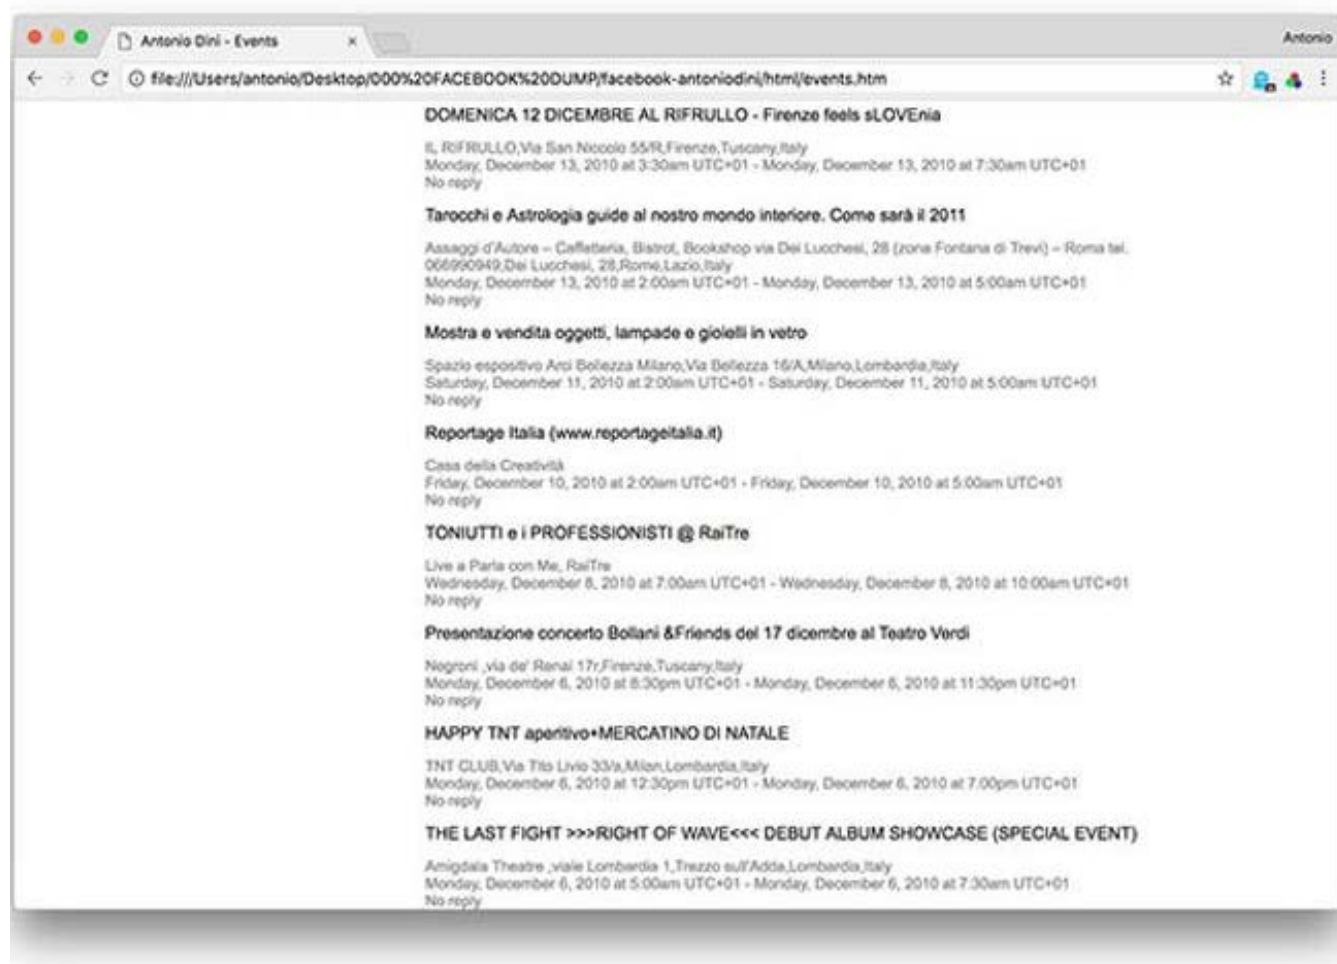 Antonio Dini - Events
Antonio
file:///Users/antonio/Desktop/000%20FACEBOOK%20DUMP/facebook-antoniodini/html/events.htm
DOMENICA 12 DICEMBRE AL RIFRULLO - Firenze feels sLOVEnia
IL RIFRULLO,Via San Niccolo 55/R,Firenze,Tuscany,Italy
Monday, December 13, 2010 at 3:30am UTC+01 - Monday, December 13, 2010 at 7:30am UTC+01
No reply
Tarocchi e Astrologia guide al nostro mondo interiore. Come sarà il 2011
Assaggi d'Autore – Caffetteria, Bistrot, Bookshop via Dei Lucchesi, 28 (zona Fontana di Trevi) – Roma tel.
066990949,Dei Lucchesi, 28,Rome,Lazio,Italy
Monday, December 13, 2010 at 2:00am UTC+01 - Monday, December 13, 2010 at 5:00am UTC+01
No reply
Mostra e vendita oggetti, lampade e gioielli in vetro
Spazio espositivo Arci Bellezza Milano,Via Bellezza 16/A,Milano,Lombardia,Italy
Saturday, December 11, 2010 at 2:00am UTC+01 - Saturday, December 11, 2010 at 5:00am UTC+01
No reply
Reportage Italia (www.reportageitalia.it)
Casa della Creatività
Friday, December 10, 2010 at 2:00am UTC+01 - Friday, December 10, 2010 at 5:00am UTC+01
No reply
TONIUTTI e i PROFESSIONISTI @ RaiTre
Live a Parla con Me, RaiTre
Wednesday, December 8, 2010 at 7:00am UTC+01 - Wednesday, December 8, 2010 at 10:00am UTC+01
No reply
Presentazione concerto Bollani &Friends del 17 dicembre al Teatro Verdi
Negroni ,via de' Renai 17r,Firenze,Tuscany,Italy
Monday, December 6, 2010 at 8:30pm UTC+01 - Monday, December 6, 2010 at 11:30pm UTC+01
No reply
HAPPY TNT aperitivo+MERCATINO DI NATALE
TNT CLUB,Via Tito Livio 33/a,Milan,Lombardia,Italy
Monday, December 6, 2010 at 12:30pm UTC+01 - Monday, December 6, 2010 at 7:00pm UTC+01
No reply
THE LAST FIGHT >>>RIGHT OF WAVE<<< DEBUT ALBUM SHOWCASE (SPECIAL EVENT)
Amigdala Theatre ,viale Lombardia 1,Trezzo sull'Adda,Lombardia,Italy
Monday, December 6, 2010 at 5:00am UTC+01 - Monday, December 6, 2010 at 7:30am UTC+01
No reply